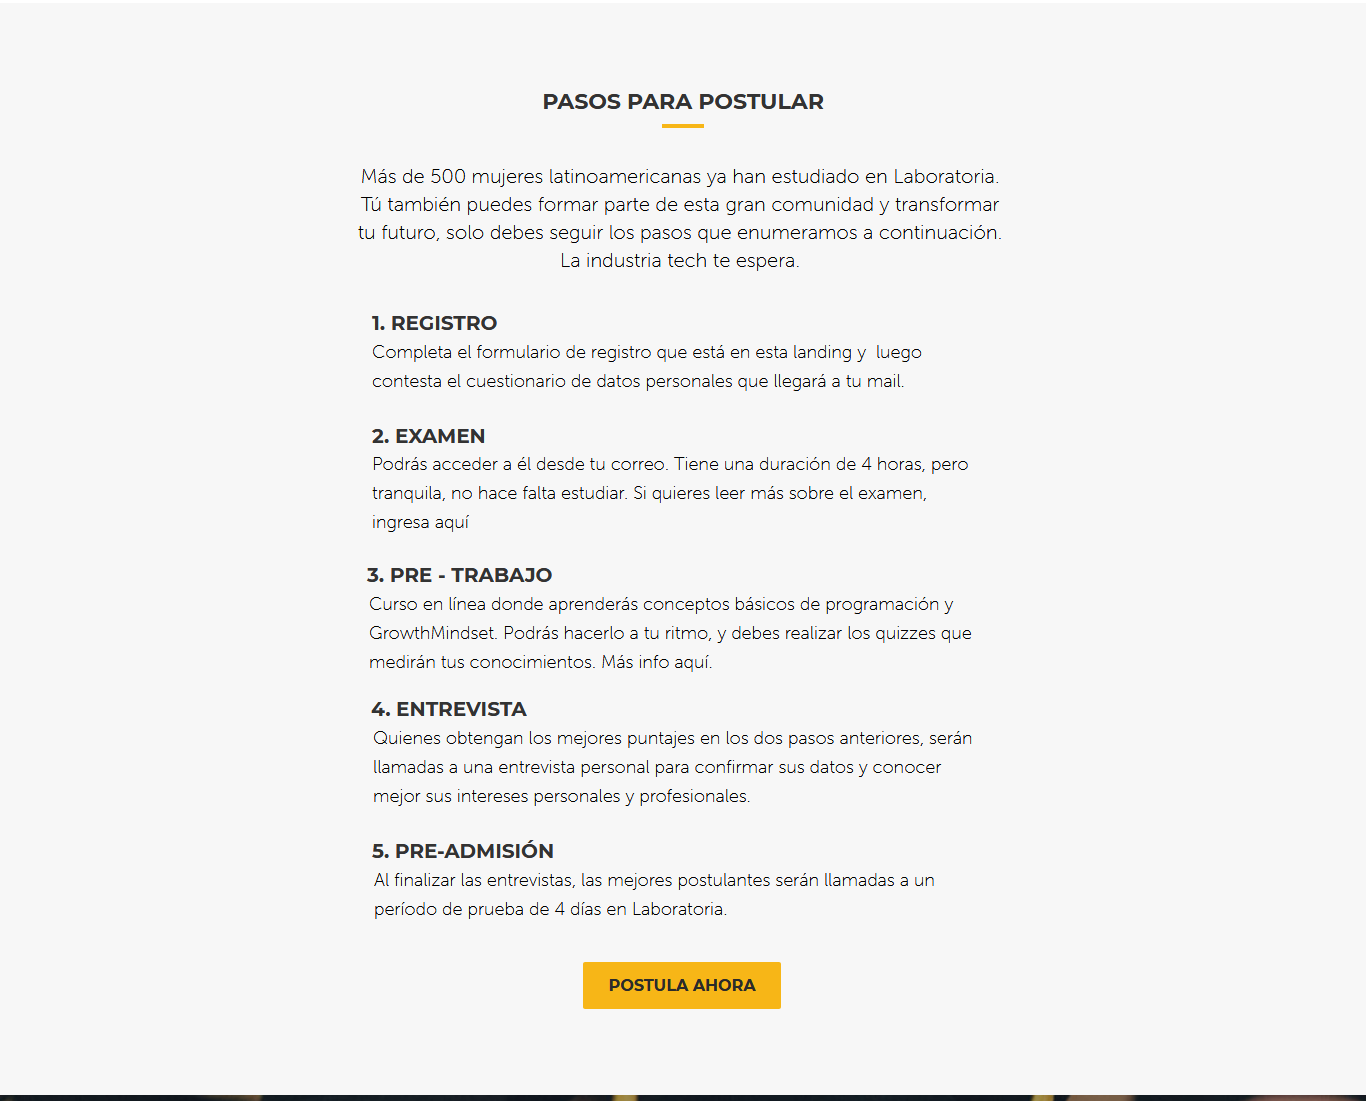 PASOS PARA POSTULAR
Más de 500 mujeres latinoamericanas ya han estudiado en Laboratoria.
Tú también puedes formar parte de esta gran comunidad y transformar
tu futuro, solo debes seguir los pasos que enumeramos a continuación.
La industria tech te espera.
1. REGISTRO
Completa el formulario de registro que está en esta landing y  luego
contesta el cuestionario de datos personales que llegará a tu mail.
2. EXAMEN
Podrás acceder a él desde tu correo. Tiene una duración de 4 horas, pero
tranquila, no hace falta estudiar. Si quieres leer más sobre el examen,
ingresa aquí
3. PRE - TRABAJO
Curso en línea donde aprenderás conceptos básicos de programación y
GrowthMindset. Podrás hacerlo a tu ritmo, y debes realizar los quizzes que
medirán tus conocimientos. Más info aquí.
4. ENTREVISTA
Quienes obtengan los mejores puntajes en los dos pasos anteriores, serán
llamadas a una entrevista personal para confirmar sus datos y conocer
mejor sus intereses personales y profesionales.
5. PRE-ADMISIÓN
Al finalizar las entrevistas, las mejores postulantes serán llamadas a un
período de prueba de 4 días en Laboratoria.
POSTULA AHORA